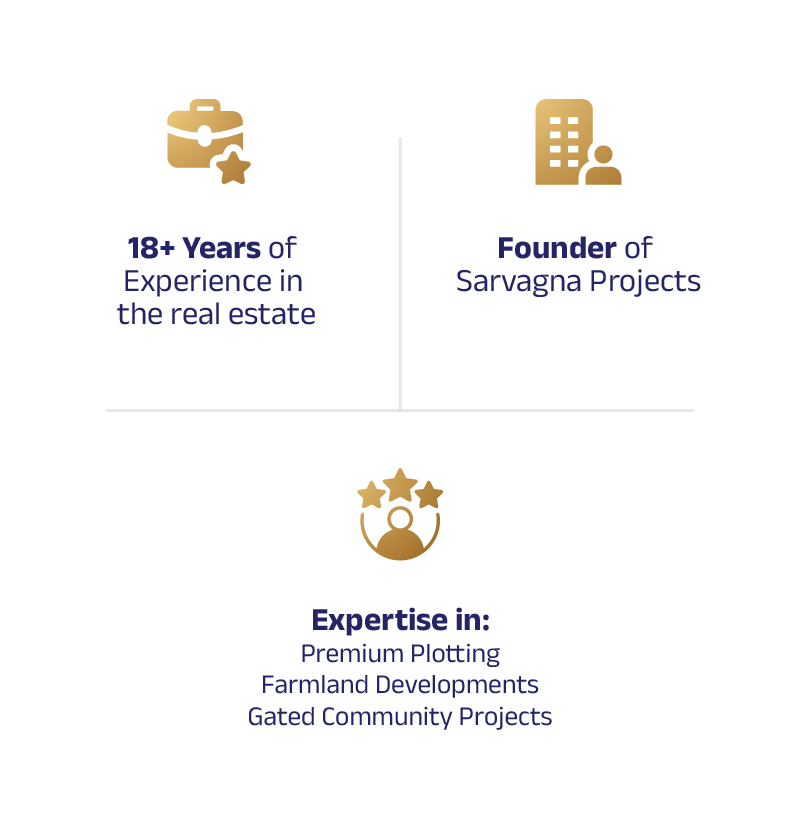 18+ Years of
Experience in
the real estate
Founder of
Sarvagna Projects
Expertise in:
Premium Plotting
Farmland Developments
Gated Community Projects